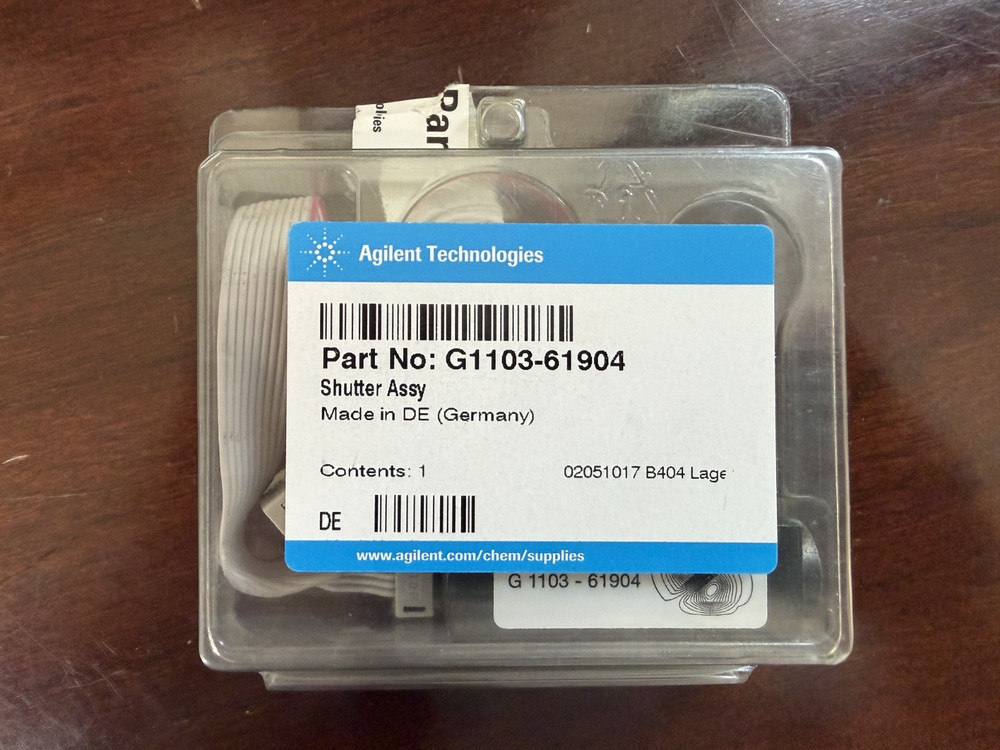 Par
plies
Agilent Technologies
Part No: G1103-61904
Shutter Assy
Made in DE (Germany)
Contents: 1
02051017 B404 Lage
DE
www.agilent.com/chem/supplies
G 1103 - 61904